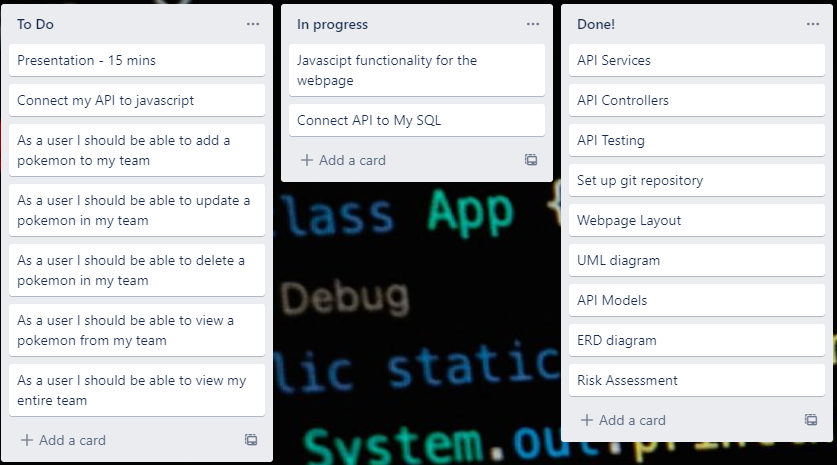 To Do
Presentation - 15 mins
Connect my API to javascript
As a user I should be able to add a
pokemon to my team
As a user I should be able to update a
pokemon in my team
As a user I should be able to delete a
pokemon in my team
As a user I should be able to view a
pokemon from my team
As a user I should be able to view my
entire team
+ Add a card
In progress
Javascipt functionality for the
webpage
Connect API to My SQL
+ Add a card
Done!
API Services
API Controllers
API Testing
Set up git repository
Webpage Layout
UML diagram
API Models
ERD diagram
Risk Assessment
+ Add a card
lass App {
Debug
lic static
System.out.